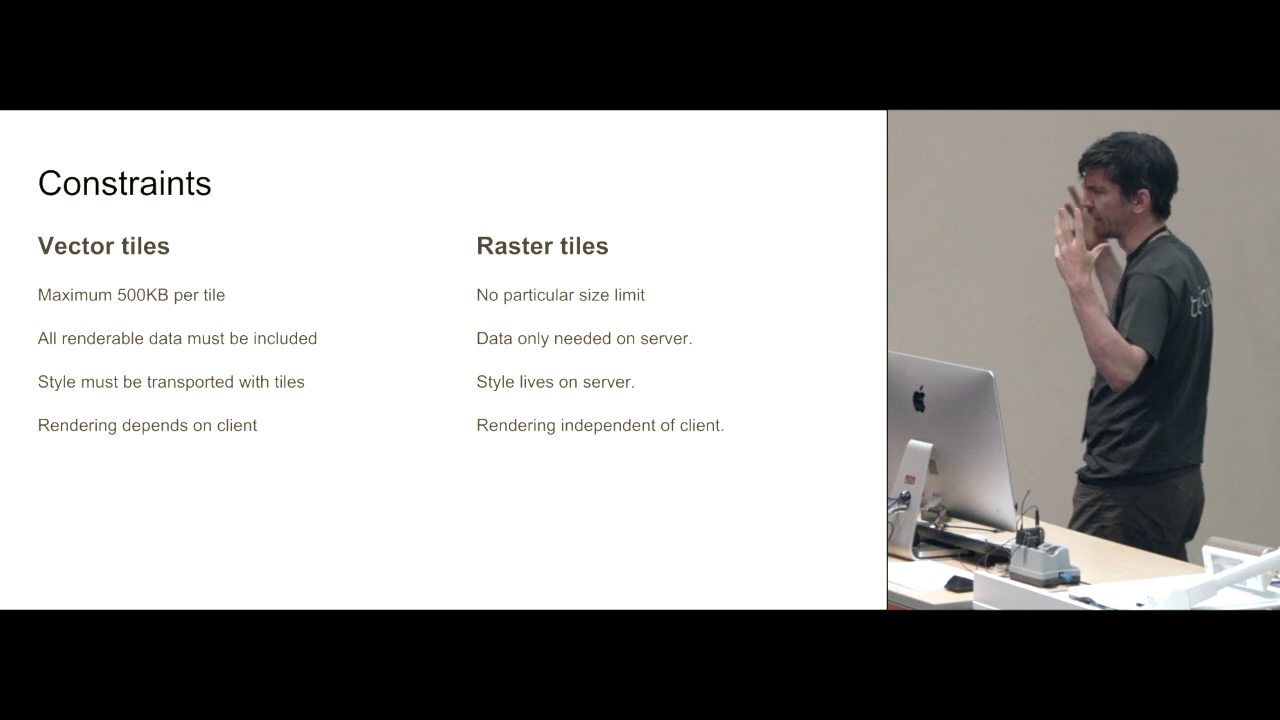 Constraints
Vector tiles
Maximum 500KB per tile
All renderable data must be included
Style must be transported with tiles
Rendering depends on client
Raster tiles
No particular size limit
Data only needed on server.
Style lives on server.
Rendering independent of client.